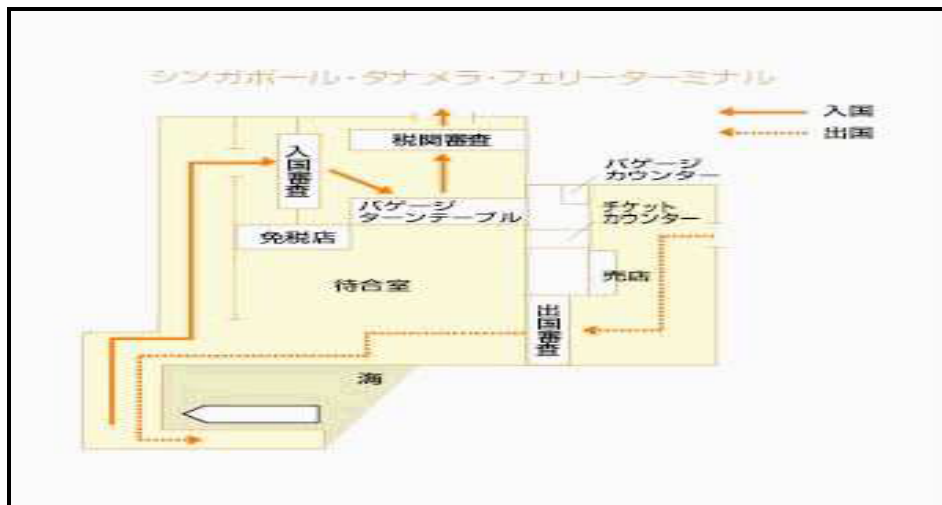 シンガポール・タナメラ・フェリーターミナル
入国
出国
税関審査
入国審査
バゲージ
カウンター
バゲージ
ターンテーブル
チケット
カウンター
免税店
売店
待合室
出国審査
海